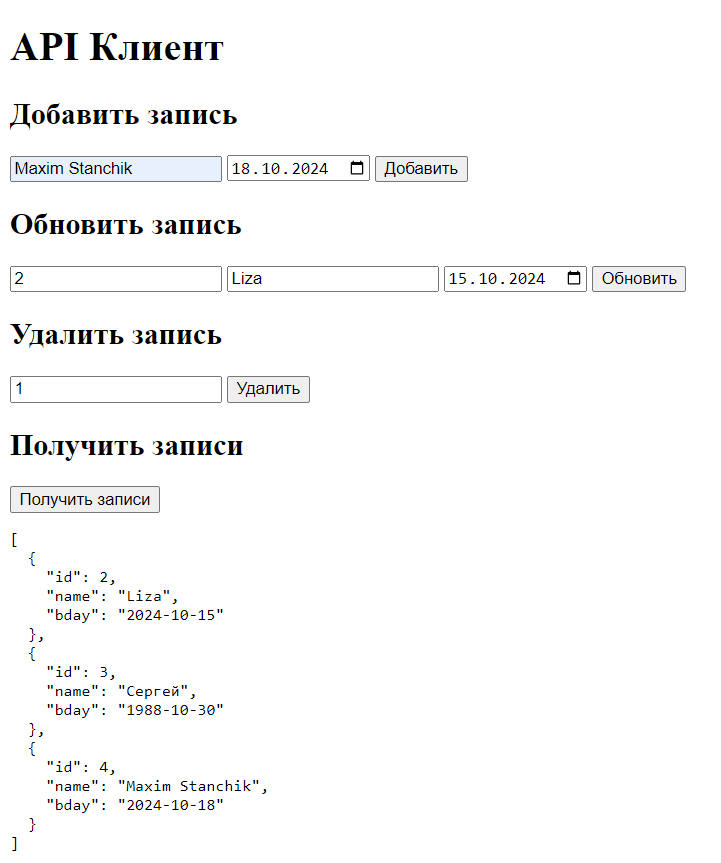 API Клиент
Добавить запись
Maxim Stanchik 18.10.2024 Добавить
Обновить запись
2 Liza 15.10.2024 Обновить
Удалить запись
1 Удалить
Получить записи
Получить записи
[
  {
    "id": 2,
    "name": "Liza",
    "bday": "2024-10-15"
  },
  {
    "id": 3,
    "name": "Сергей",
    "bday": "1988-10-30"
  },
  {
    "id": 4,
    "name": "Maxim Stanchik",
    "bday": "2024-10-18"
  }
]